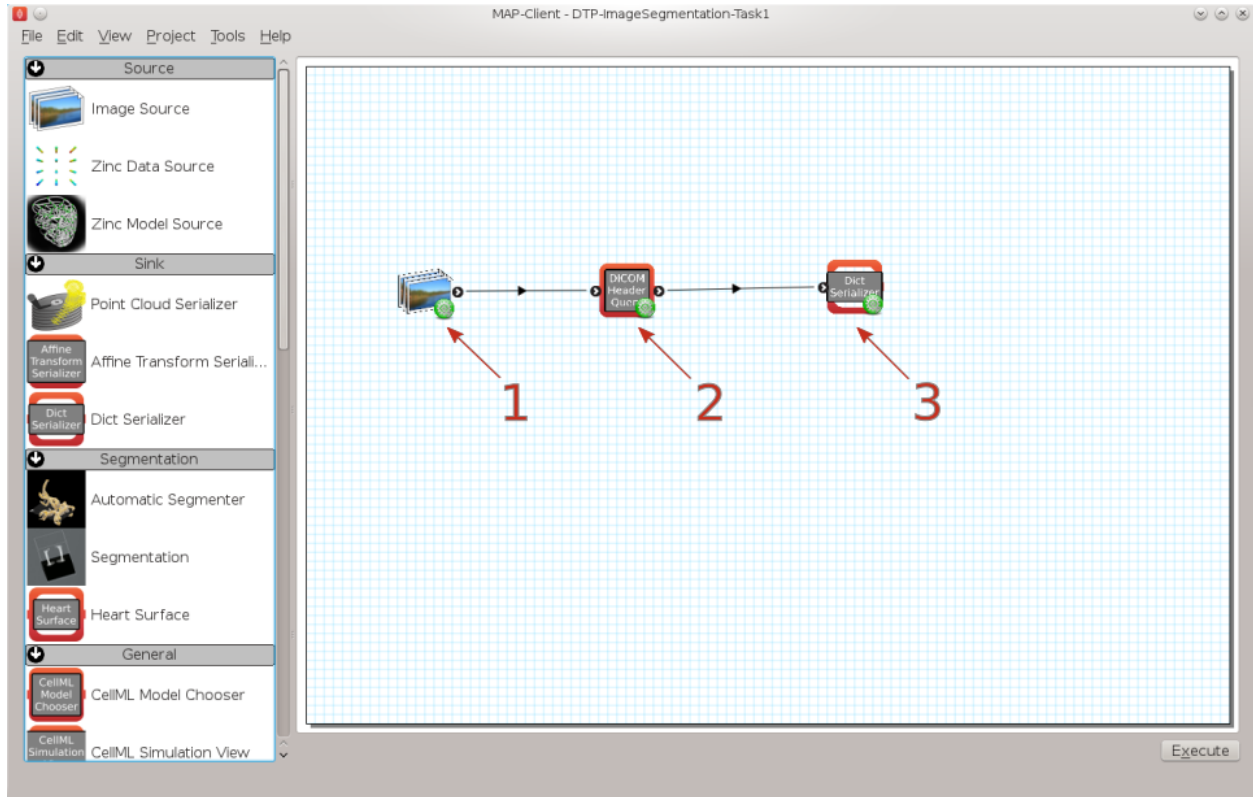 MAP-Client - DTP-ImageSegmentation-Task1
File Edit View Project Tools Help
Source
Image Source
Zinc Data Source
Zinc Model Source
Sink
Point Cloud Serializer
Affine
Transform
Serializer
Affine Transform Seriali...
Dict
Serializer
Dict Serializer
Segmentation
Automatic Segmenter
Segmentation
Heart
Surface
Heart Surface
General
CellML
Model
Chooser
CellML Model Chooser
CellML
Simulation
CellML Simulation View
DICOM
Header
Query
Dict
Serializer
1
2
3
Execute